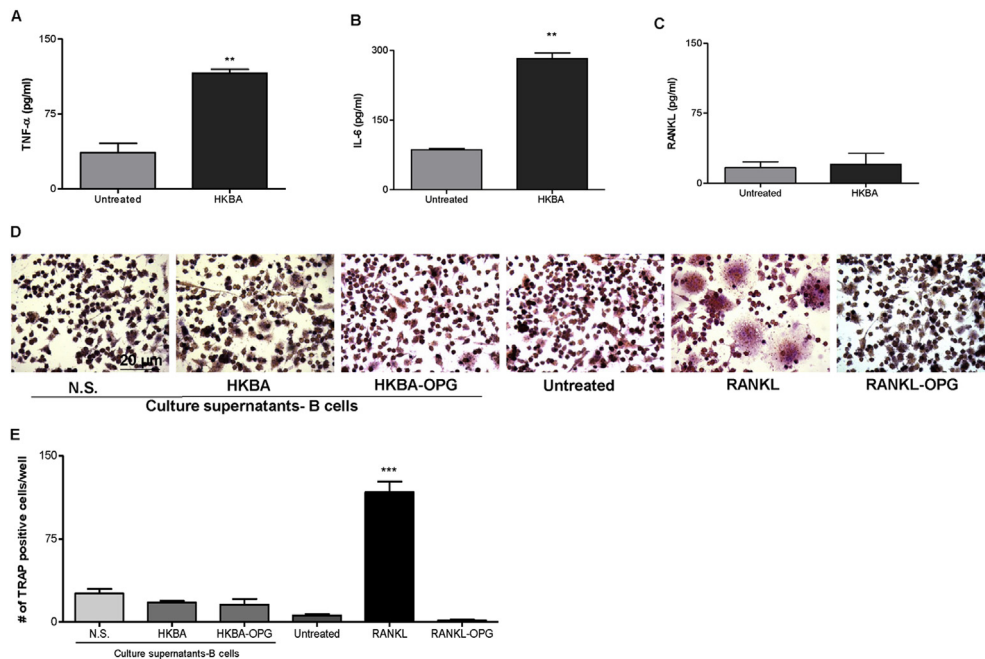 A
TNF-α (pg/ml)
150
75
0
**
Untreated
HKBA
B
IL-6 (pg/ml)
300
150
0
**
Untreated
HKBA
C
RANKL (pg/ml)
150
75
0
Untreated
HKBA
D
20 μm
N.S. HKBA HKBA-OPG Untreated RANKL RANKL-OPG
Culture supernatants- B cells
E
# of TRAP positive cells/well
150
75
0
***
N.S. HKBA HKBA-OPG Untreated RANKL RANKL-OPG
Culture supernatants-B cells